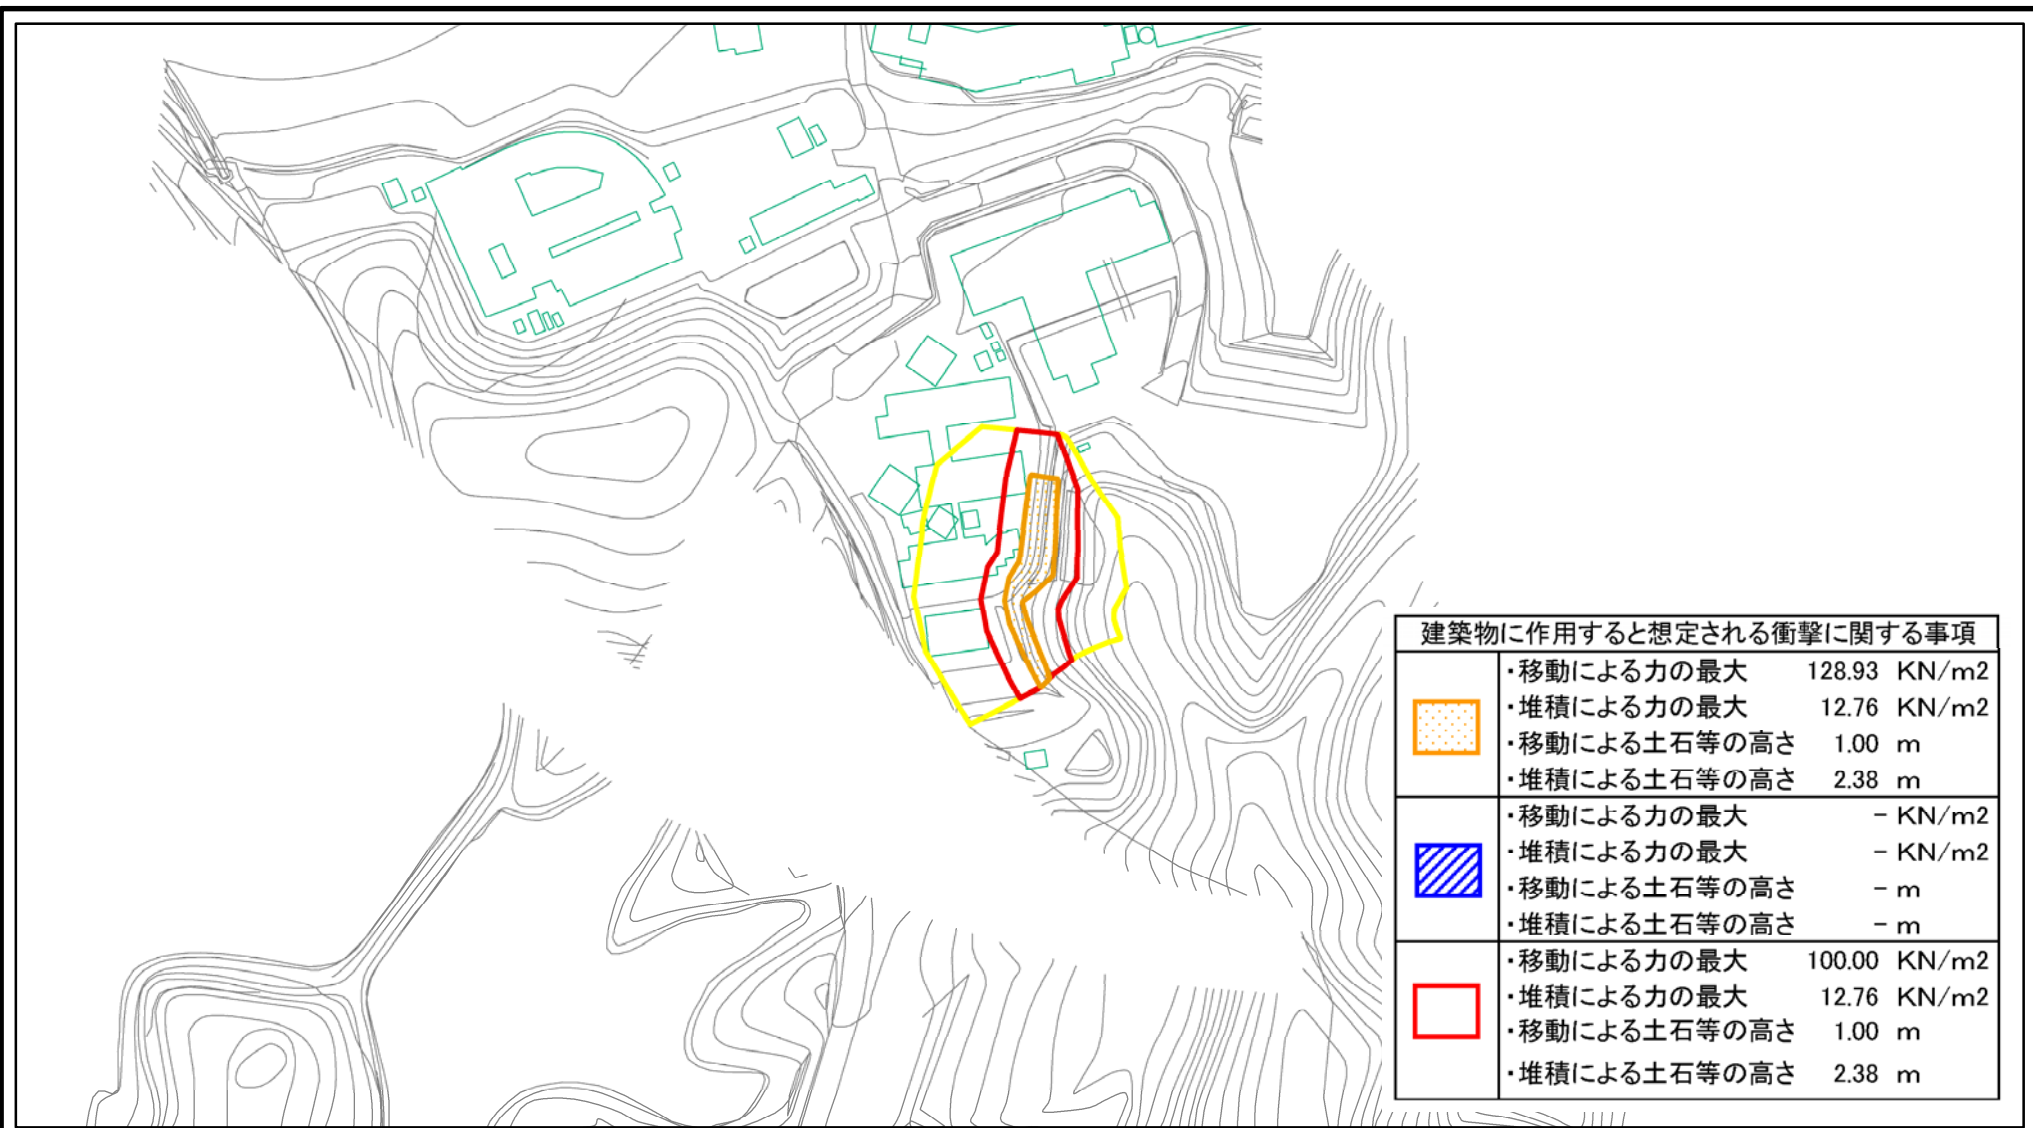 建築物に作用すると想定される衝撃に関する事項
・移動による力の最大 128.93 KN/m2
・堆積による力の最大 12.76 KN/m2
・移動による土石等の高さ 1.00 m
・堆積による土石等の高さ 2.38 m
・移動による力の最大 - KN/m2
・堆積による力の最大 - KN/m2
・移動による土石等の高さ - m
・堆積による土石等の高さ - m
・移動による力の最大 100.00 KN/m2
・堆積による力の最大 12.76 KN/m2
・移動による土石等の高さ 1.00 m
・堆積による土石等の高さ 2.38 m